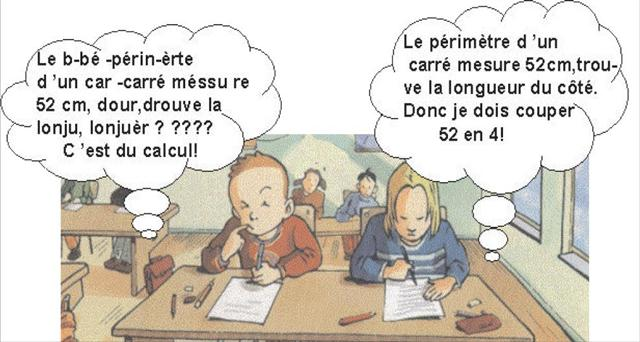 Le b-bé -périn-èrte
d 'un car -carré méssu re
52 cm, dour,drouve la
lonju, lonjuèr ? ????
C 'est du calcul!
Le périmètre d 'un
carré mesure 52cm,trou-
ve la longueur du côté.
Donc je dois couper
52 en 4!